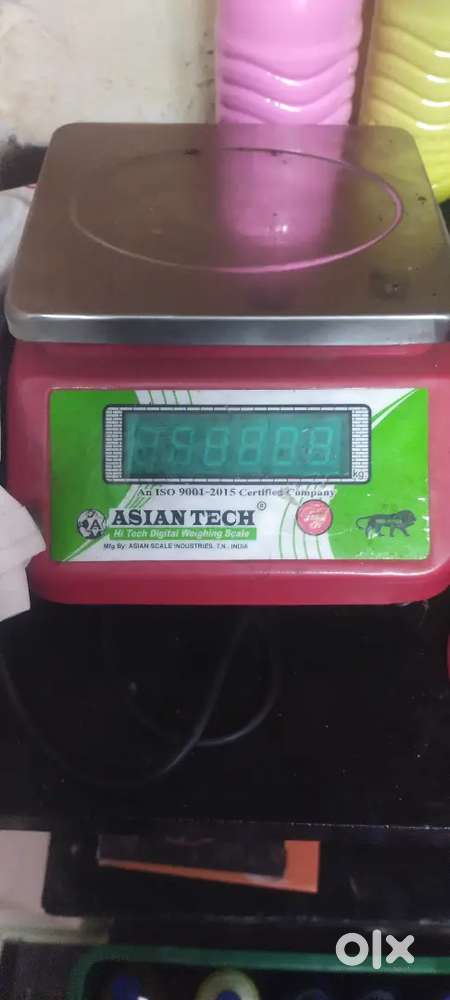 kg
An ISO 9001-2015 Certified Company
ASIAN TECH®
Hi Tech Digital Weighing Scale
Mfg By: ASIAN SCALE INDUSTRIES. T.N. INDIA
olx